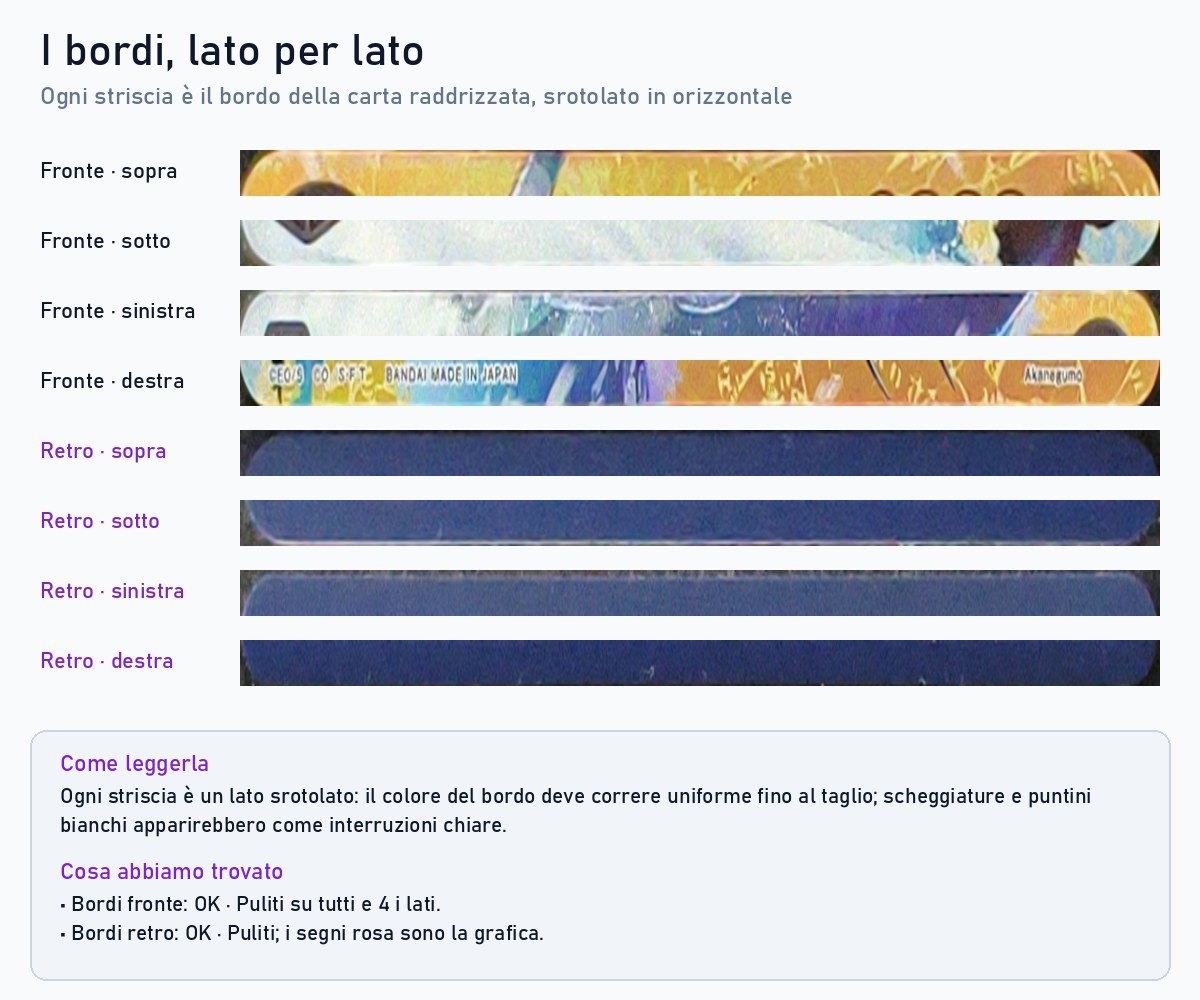 I bordi, lato per lato
Ogni striscia è il bordo della carta raddrizzata, srotolato in orizzontale
Fronte · sopra
Fronte · sotto
Fronte · sinistra
Fronte · destra
BANDAI MADE IN JAPAN
Akanegumo
Retro · sopra
Retro · sotto
Retro · sinistra
Retro · destra
Come leggerla
Ogni striscia è un lato srotolato: il colore del bordo deve correre uniforme fino al taglio; scheggiature e puntini
bianchi apparirebbero come interruzioni chiare.
Cosa abbiamo trovato
▪ Bordi fronte: OK · Puliti su tutti e 4 i lati.
▪ Bordi retro: OK · Puliti; i segni rosa sono la grafica.